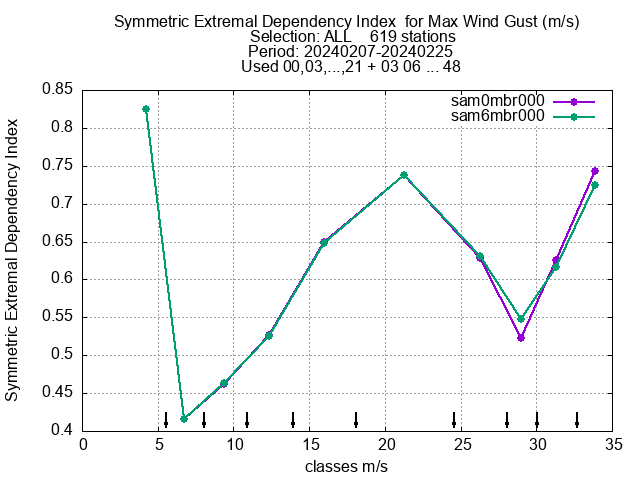 Symmetric Extremal Dependency Index  for Max Wind Gust (m/s)
Selection: ALL    619 stations
Period: 20240207-20240225
Used 00,03,...,21 + 03 06 ... 48
Symmetric Extremal Dependency Index
0.85
0.8
0.75
0.7
0.65
0.6
0.55
0.5
0.45
0.4
sam0mbr000
sam6mbr000
0 5 10 15 20 25 30 35
classes m/s